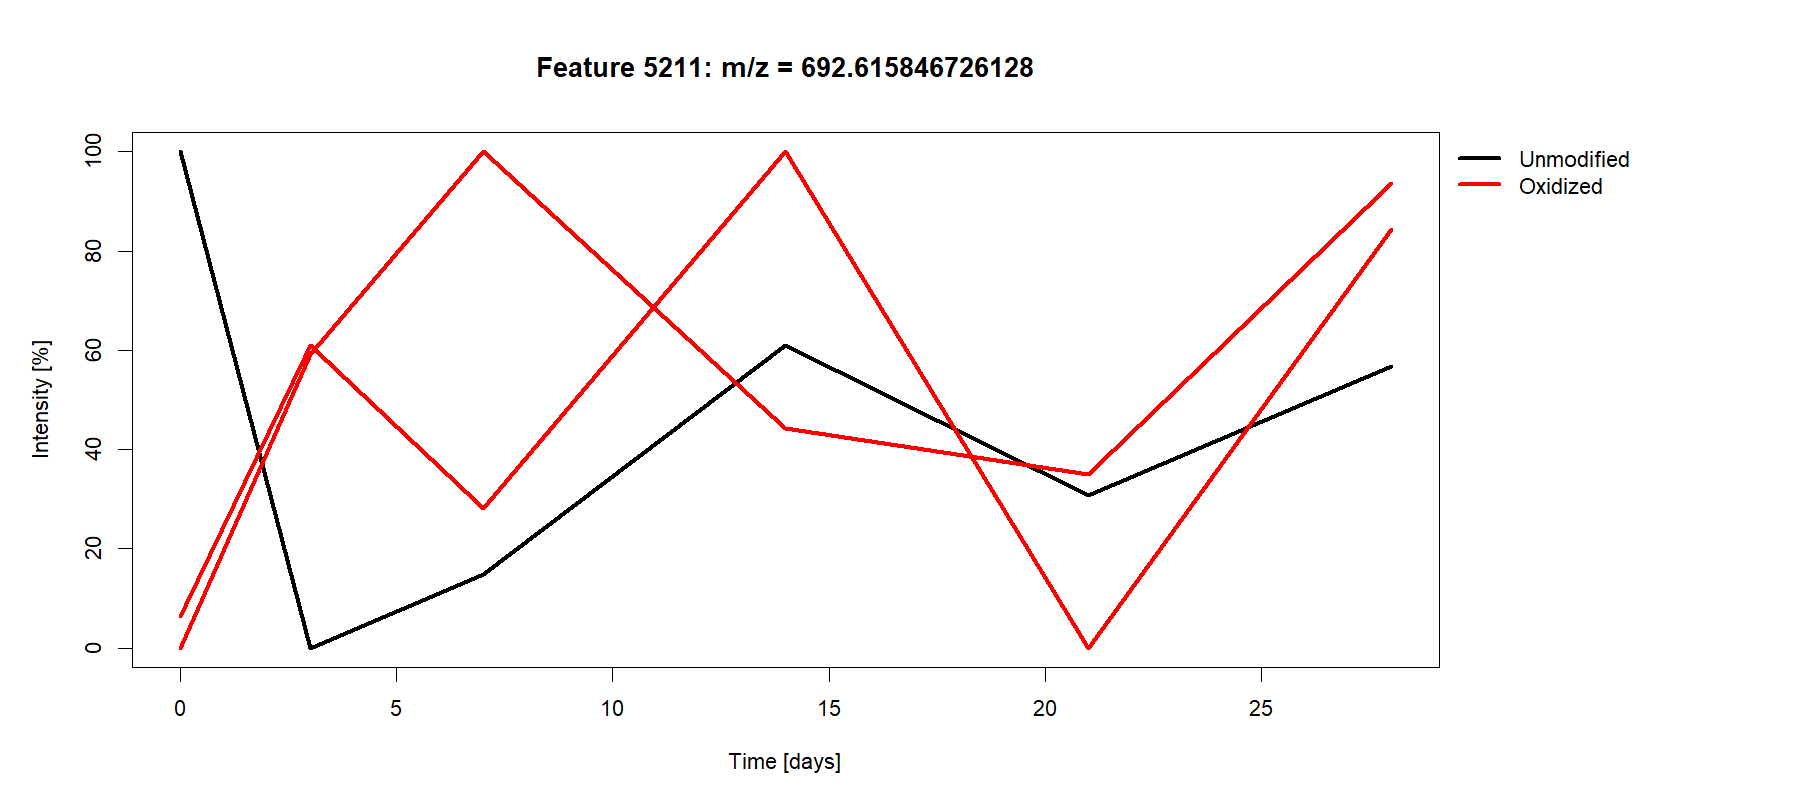 Feature 5211: m/z = 692.615846726128
Unmodified
Oxidized
Intensity [%]
100
80
60
40
20
0
0 5 10 15 20 25
Time [days]